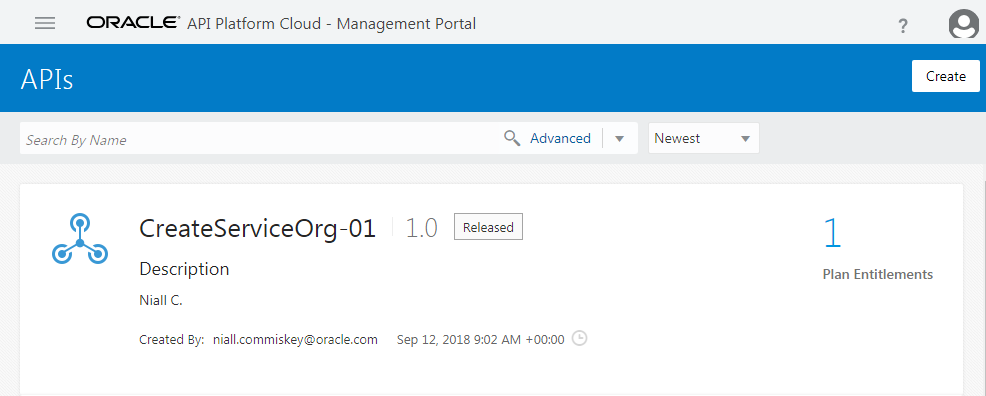 ORACLE® API Platform Cloud - Management Portal ?
APIs Create
Search By Name Advanced Newest
CreateServiceOrg-01 1.0 Released 1
Plan Entitlements
Description
Niall C.
Created By: niall.commiskey@oracle.com Sep 12, 2018 9:02 AM +00:00